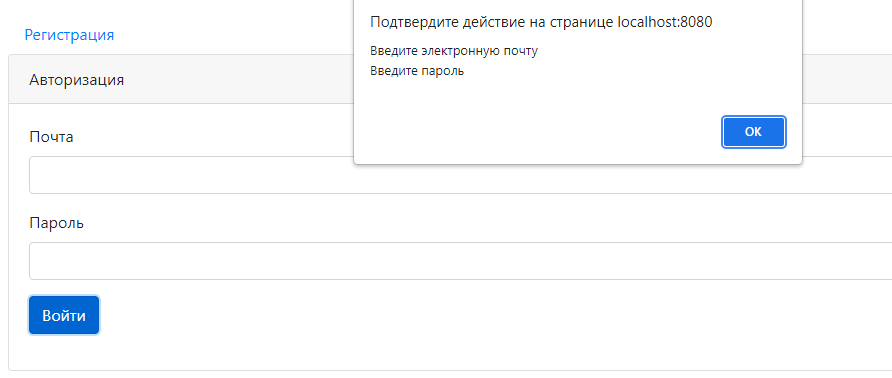 Подтвердите действие на странице localhost:8080
Введите электронную почту
Введите пароль
OK
Регистрация
Авторизация
Почта
Пароль
Войти